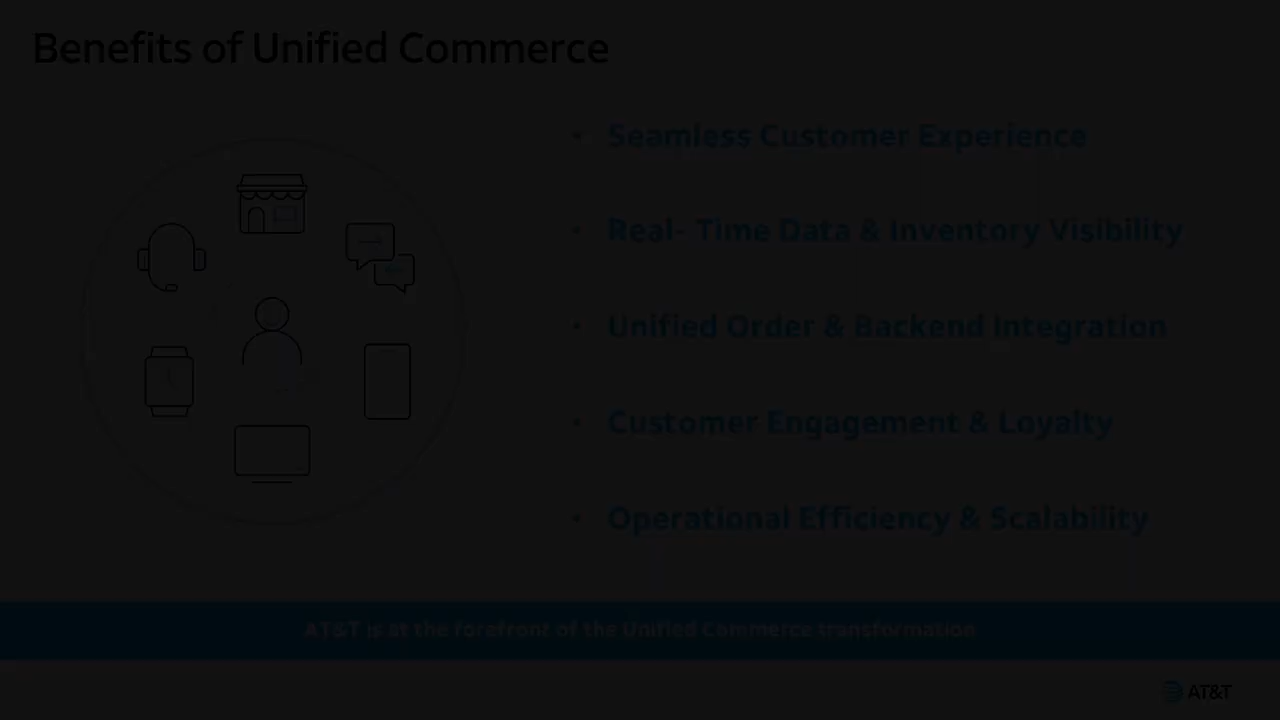 Benefits of Unified Commerce
• Seamless Customer Experience
• Real- Time Data & Inventory Visibility
• Unified Order & Backend Integration
• Customer Engagement & Loyalty
• Operational Efficiency & Scalability
AT&T is at the forefront of the Unified Commerce transformation
AT&T